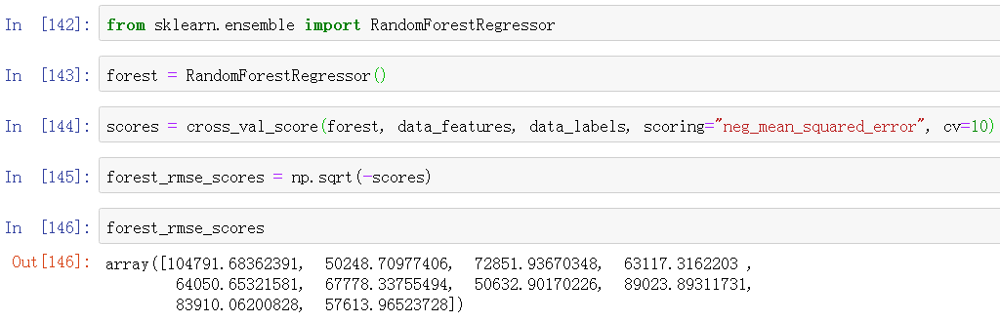 In [142]: from sklearn.ensemble import RandomForestRegressor
In [143]: forest = RandomForestRegressor()
In [144]: scores = cross_val_score(forest, data_features, data_labels, scoring="neg_mean_squared_error", cv=10)
In [145]: forest_rmse_scores = np.sqrt(-scores)
In [146]: forest_rmse_scores
Out[146]: array([104791.68362391, 50248.70977406, 72851.93670348, 63117.3162203 ,
64050.65321581, 67778.33755494, 50632.90170226, 89023.89311731,
83910.06200828, 57613.96523728])